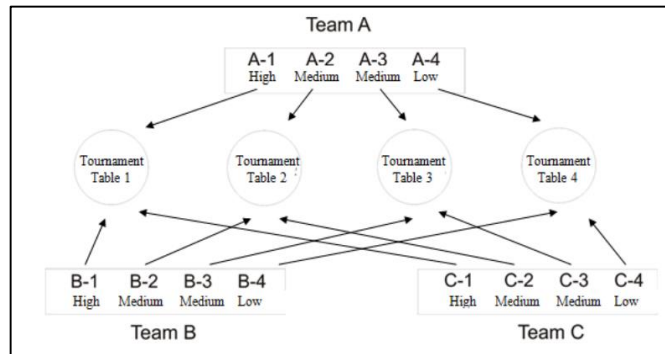 Team A
A-1 A-2 A-3 A-4
High Medium Medium Low
Tournament Table 1
Tournament Table 2
Tournament Table 3
Tournament Table 4
B-1 B-2 B-3 B-4
High Medium Medium Low
Team B
C-1 C-2 C-3 C-4
High Medium Medium Low
Team C